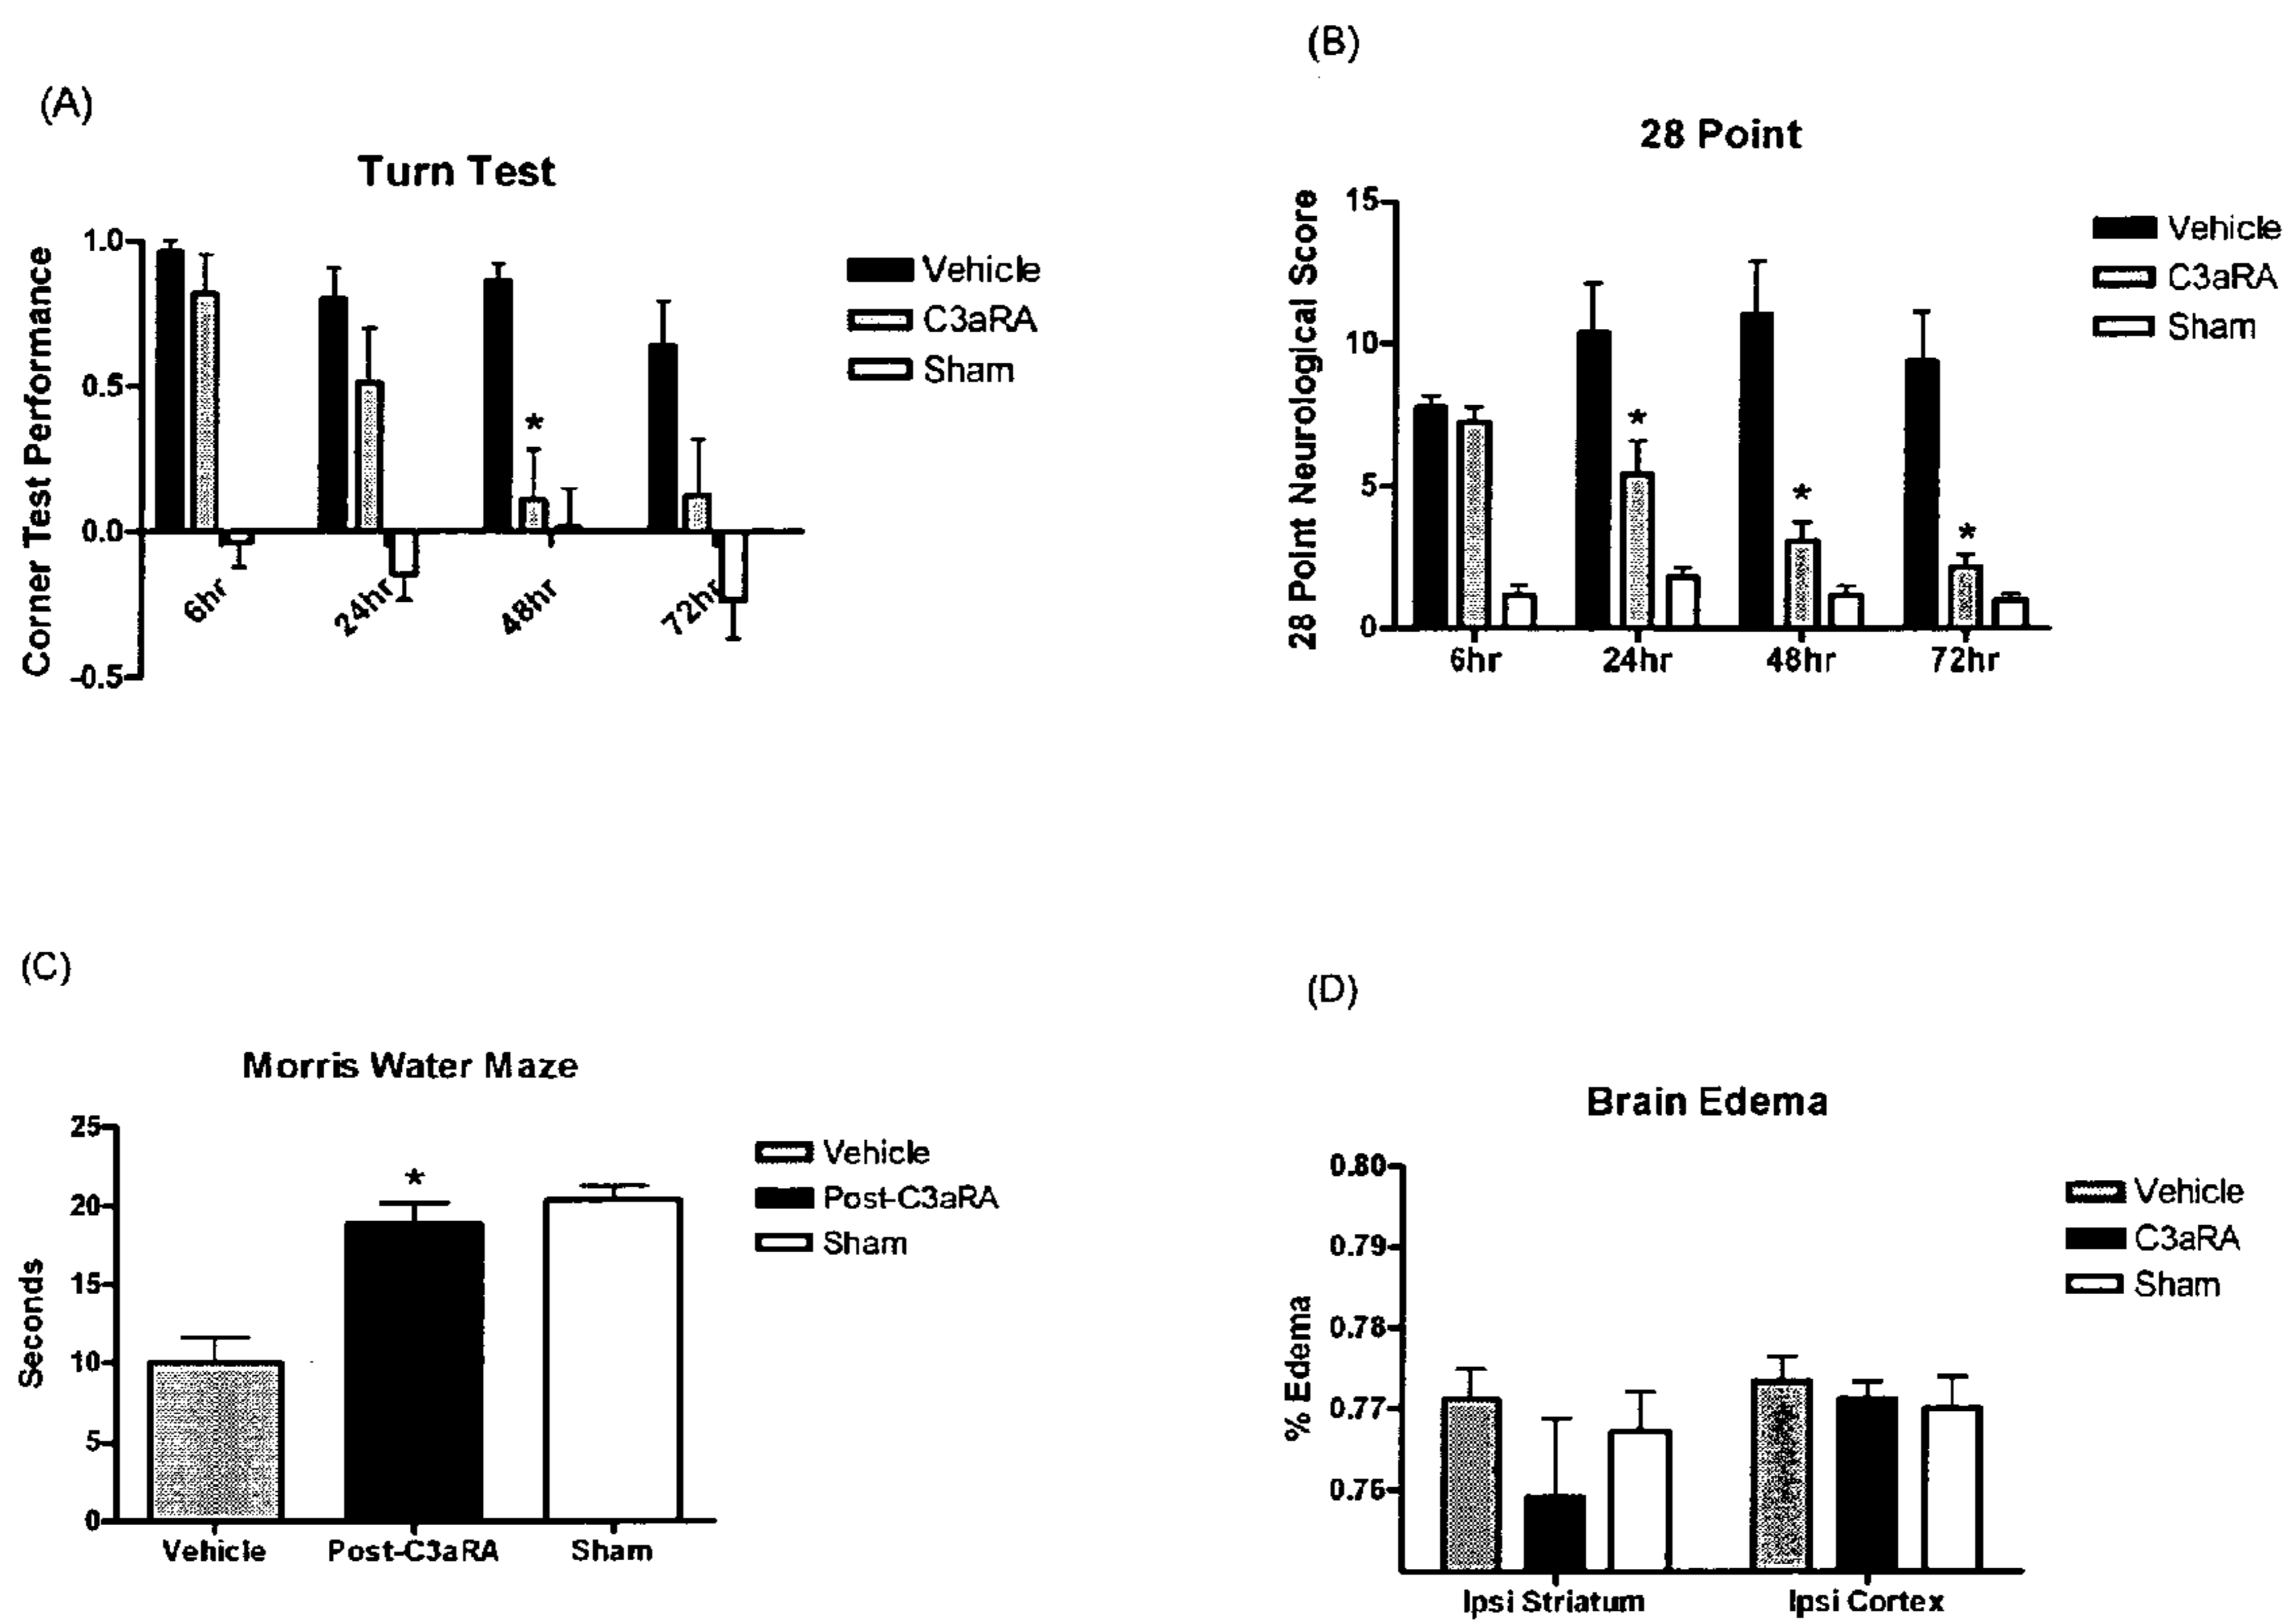 (A)
Turn Test
Corner Test Performance
1.0
0.5
0.0
-0.5
*
6hr
24hr
48hr
72hr
Vehicle
C3aRA
Sham
(B)
28 Point
28 Point Neurological Score
15
10
5
0
*
*
*
6hr
24hr
48hr
72hr
Vehicle
C3aRA
Sham
(C)
Morris Water Maze
Seconds
25
20
15
10
5
0
*
Vehicle
Post-C3aRA
Sham
Vehicle
Post-C3aRA
Sham
(D)
Brain Edema
% Edema
0.80
0.79
0.78
0.77
0.76
Ipsi Striatum
Ipsi Cortex
Vehicle
C3aRA
Sham